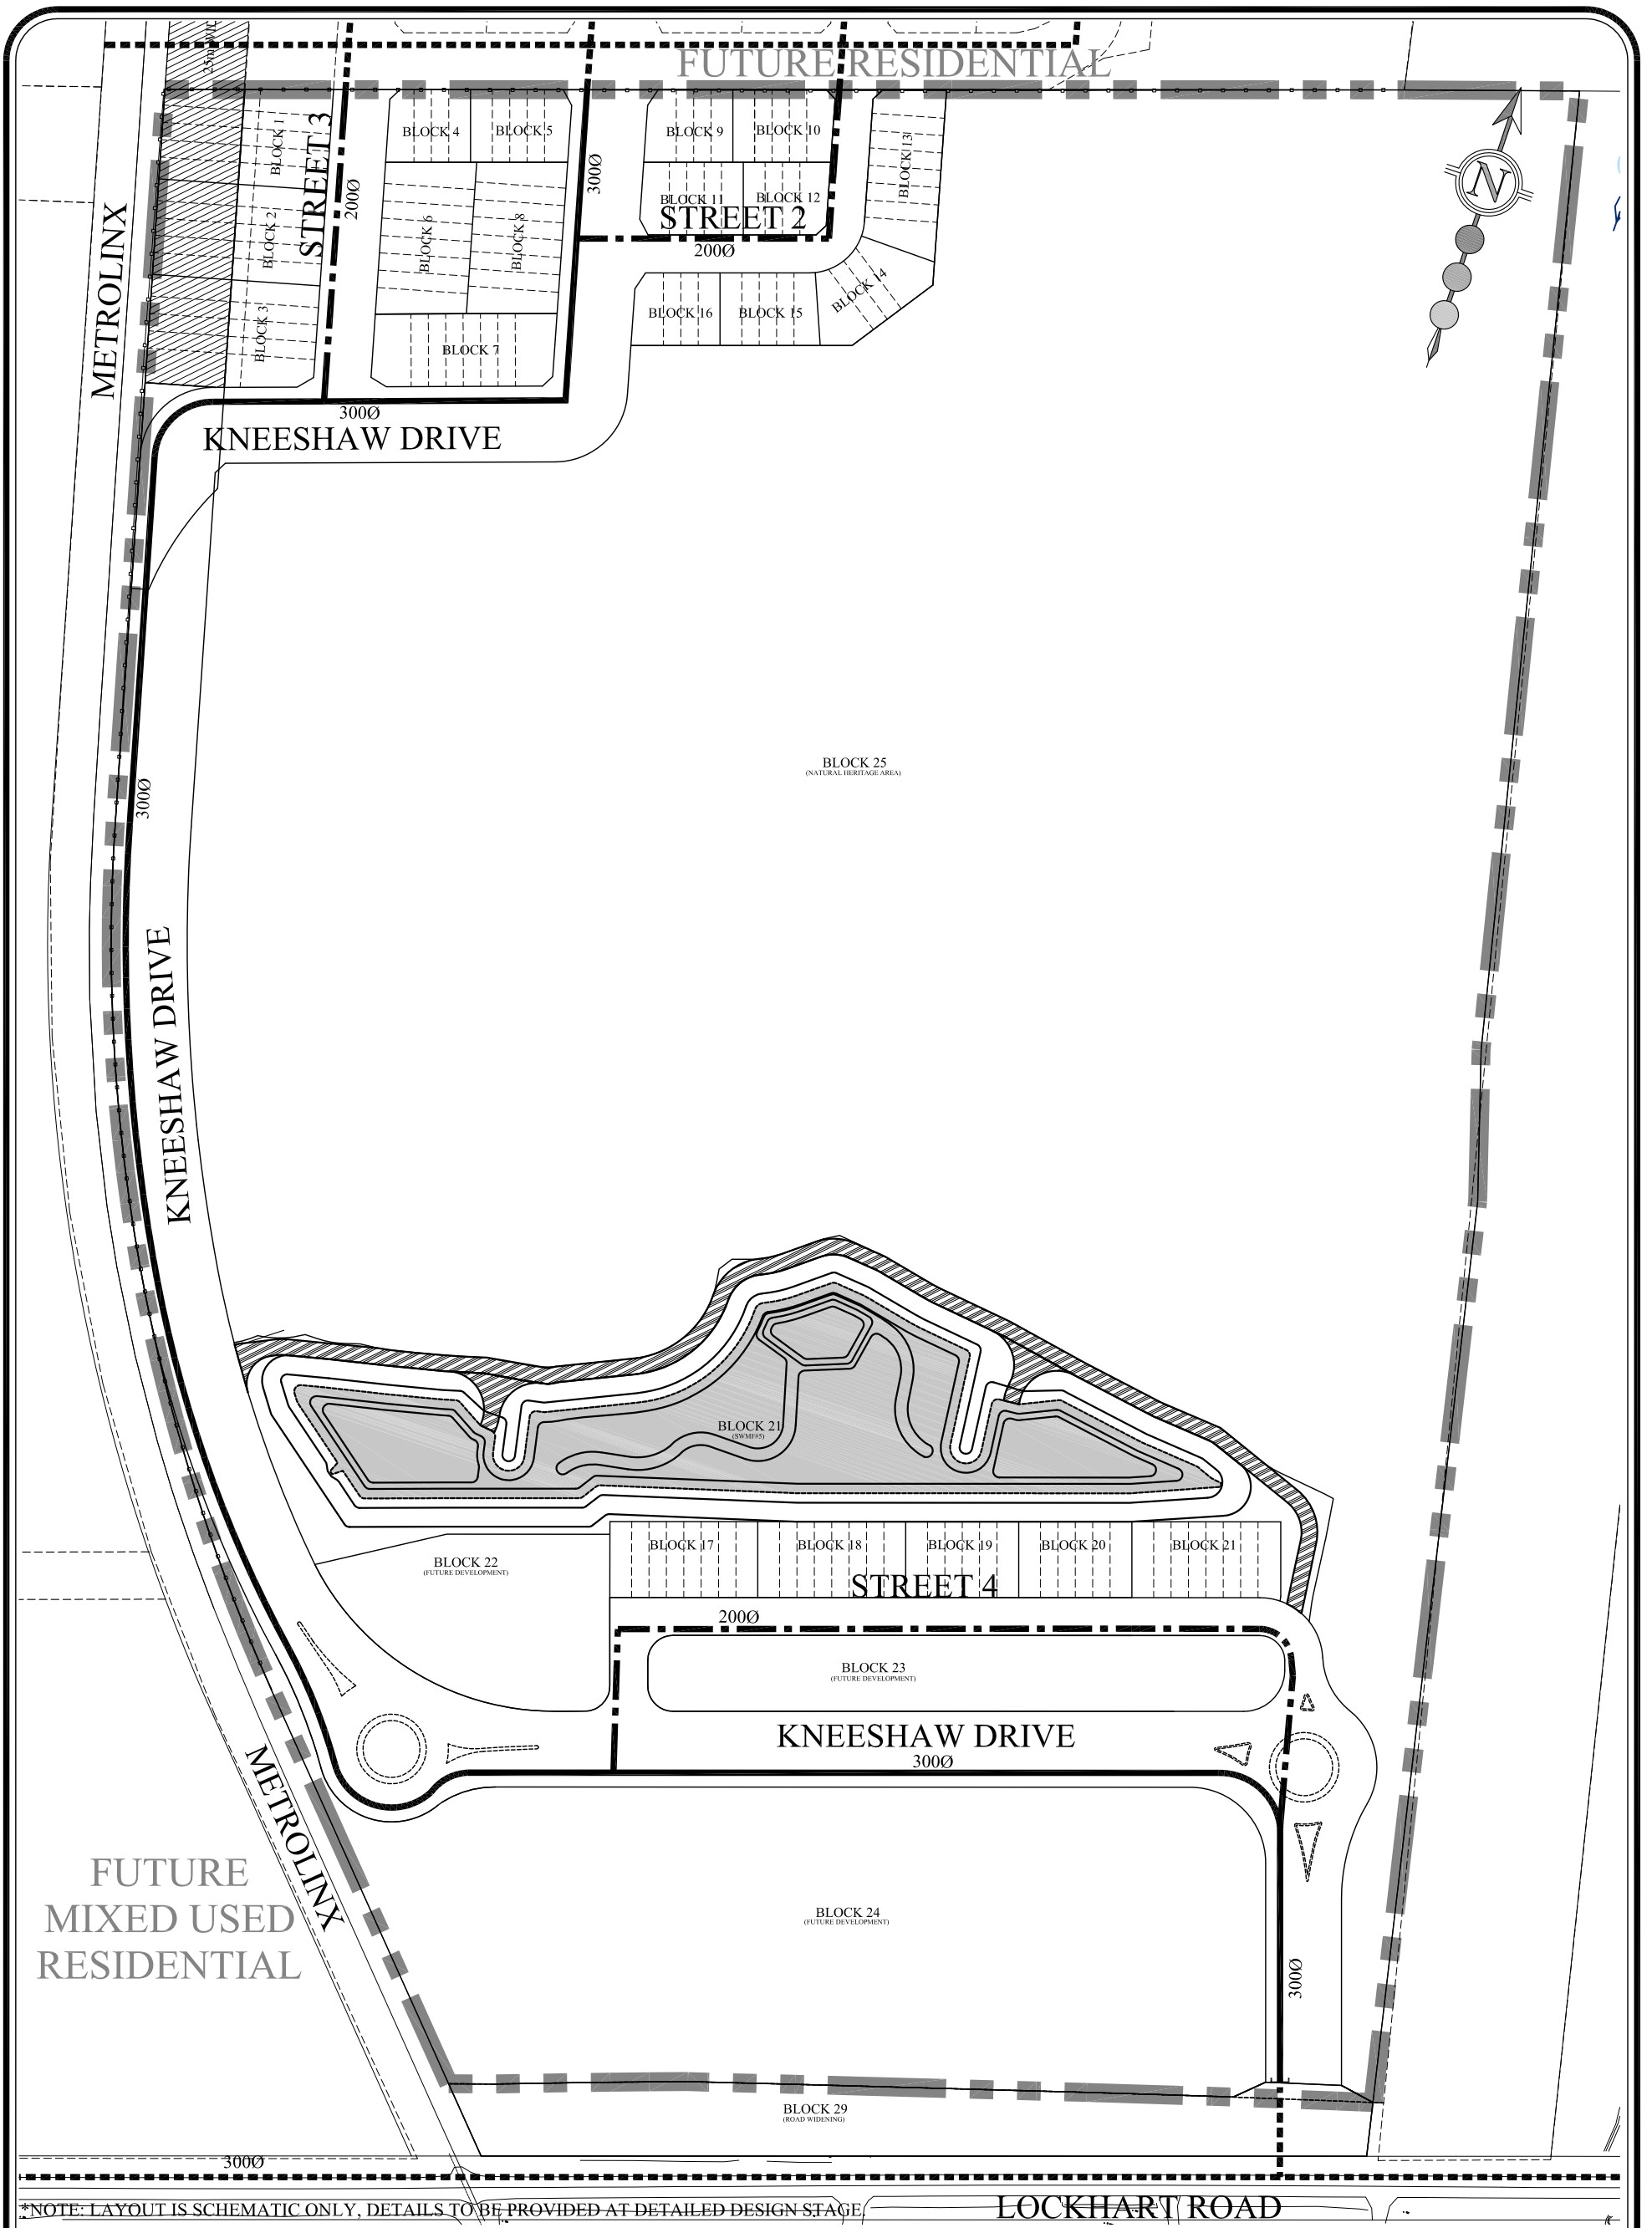 25m WIL
FUTURE RESIDENTIAL
BLOCK 1
STREET 3
200Ø
BLOCK 4
BLOCK 5
300Ø
BLOCK 9
BLOCK 10
BLOCK 13
N
METROLINX
BLOCK 2
BLOCK 6
BLOCK 8
BLOCK 11
BLOCK 12
STREET 2
200Ø
BLOCK 14
BLOCK 3
BLOCK 7
BLOCK 16
BLOCK 15
300Ø
KNEESHAW DRIVE
BLOCK 25
(NATURAL HERITAGE AREA)
300Ø
KNEESHAW DRIVE
BLOCK 21
(SWMF#5)
BLOCK 22
(FUTURE DEVELOPMENT)
BLOCK 17
BLOCK 18
BLOCK 19
BLOCK 20
BLOCK 21
STREET 4
200Ø
BLOCK 23
(FUTURE DEVELOPMENT)
KNEESHAW DRIVE
300Ø
METROLINX
FUTURE
MIXED USED
RESIDENTIAL
BLOCK 24
(FUTURE DEVELOPMENT)
300Ø
BLOCK 29
(ROAD WIDENING)
300Ø
*NOTE: LAYOUT IS SCHEMATIC ONLY, DETAILS TO BE PROVIDED AT DETAILED DESIGN STAGE.
LOCKHART ROAD